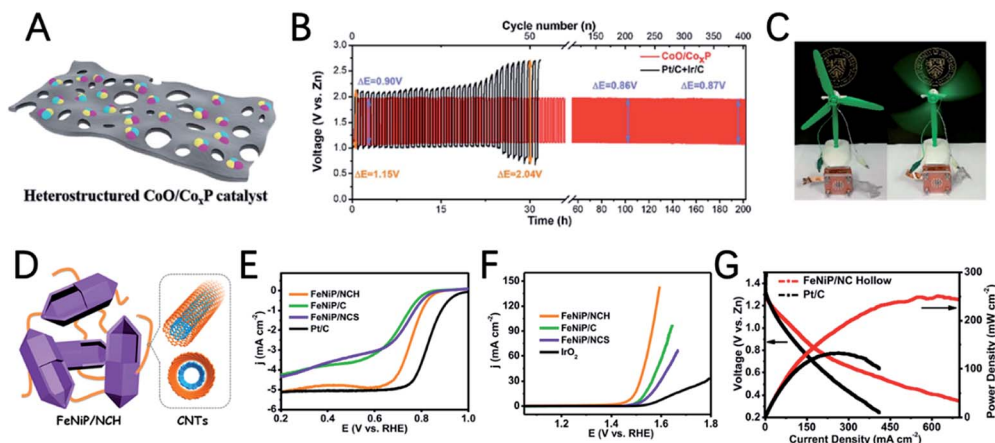 A
Heterostructured CoO/CoxP catalyst
B
Cycle number (n)
0 50 200 250 300 350 400
Voltage (V vs. Zn)
3.0
2.5
2.0
1.5
1.0
0.5
0.0
CoO/CoxP
Pt/C+Ir/C
ΔE=0.90V
ΔE=0.86V
ΔE=0.87V
ΔE=1.15V
ΔE=2.04V
0 15 30 60 80 100 120 140 160 180 200
Time (h)
C
D
FeNiP/NCH
CNTs
E
j (mA cm-2)
1
0
-1
-2
-3
-4
-5
-6
FeNiP/NCH
FeNiP/C
FeNiP/NCS
Pt/C
0.2 0.4 0.6 0.8 1.0
E (V vs. RHE)
F
j (mA cm-2)
150
120
90
60
30
0
FeNiP/NCH
FeNiP/C
FeNiP/NCS
IrO2
1.2 1.4 1.6 1.8
E (V vs. RHE)
G
Voltage (V vs. Zn)
1.4
1.2
1.0
0.8
0.6
0.4
0.2
FeNiP/NC Hollow
Pt/C
0 150 300 450 600
Current Density (mA cm-2)
300
200
100
0
Power Density (mW cm-2)